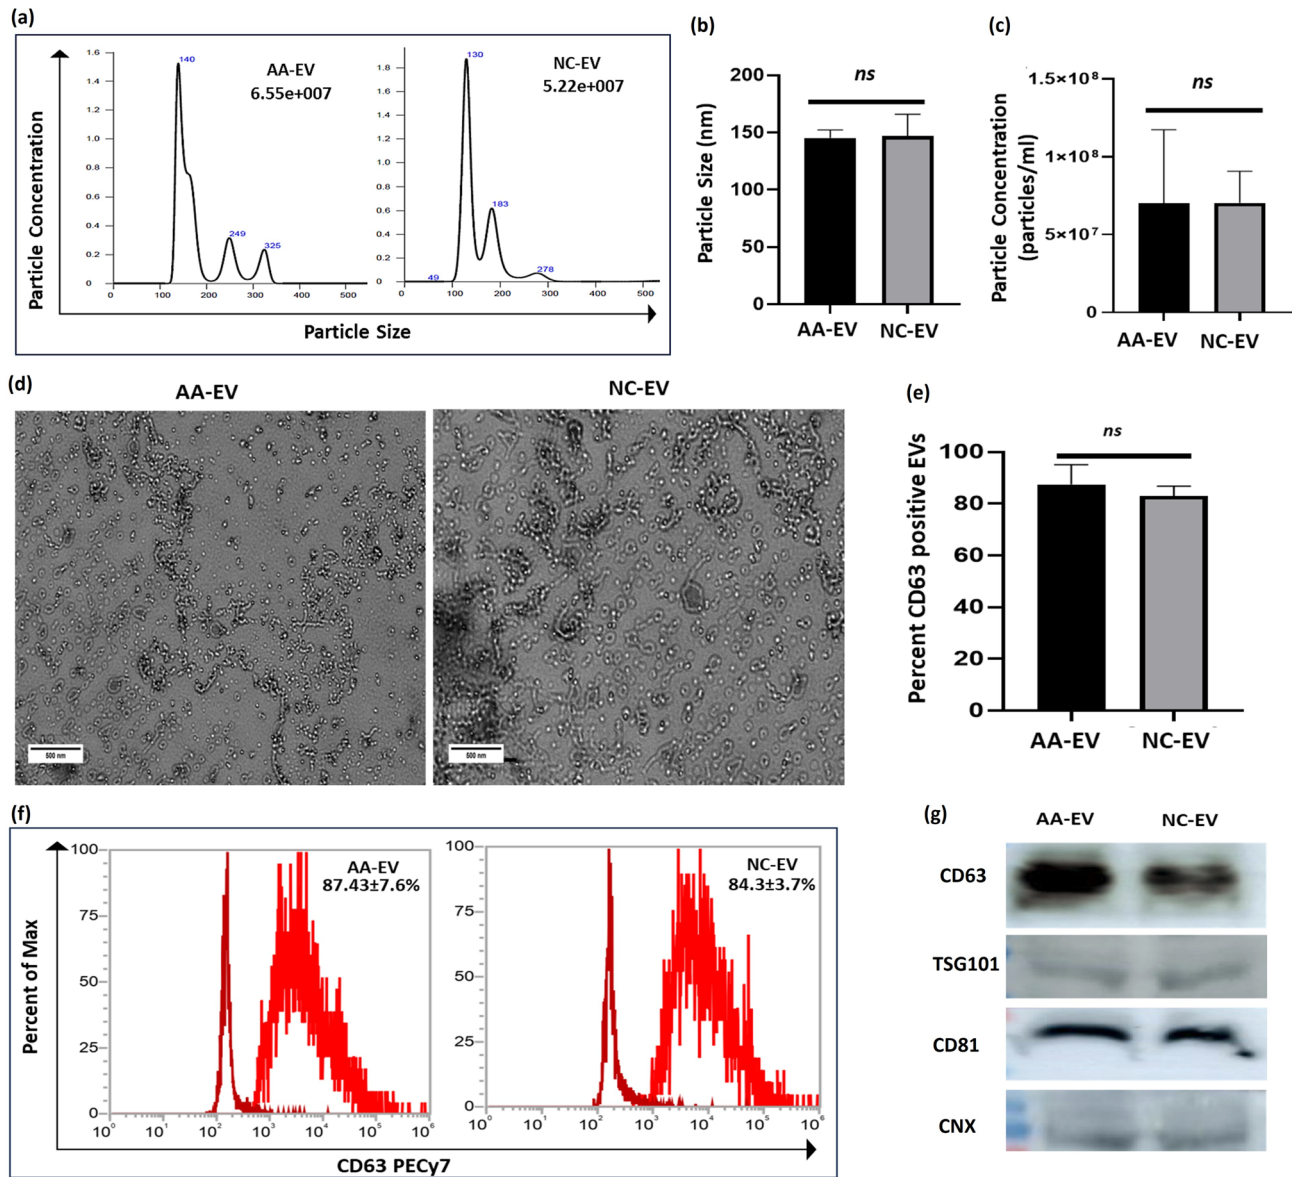 (a)
AA-EV
6.55e+007
1.6
1.4
1.2
1.0
0.8
0.6
0.4
0.2
0
0
100
200
300
400
500
140
249
325
NC-EV
5.22e+007
1.8
1.6
1.4
1.2
1.0
0.8
0.6
0.4
0.2
0
0
100
200
300
400
500
49
130
183
278
Particle Concentration
Particle Size
(b)
ns
200
150
100
50
0
Particle Size (nm)
AA-EV
NC-EV
(c)
ns
1.5×10⁸
1×10⁸
5×10⁷
0
Particle Concentration
(particles/ml)
AA-EV
NC-EV
(d)
AA-EV
NC-EV
500 nm
500 nm
(e)
ns
100
80
60
40
20
0
Percent CD63 positive EVs
AA-EV
NC-EV
(f)
AA-EV
87.43±7.6%
100
75
50
25
0
10⁰
10¹
10²
10³
10⁴
10⁵
10⁶
NC-EV
84.3±3.7%
100
75
50
25
0
10⁰
10¹
10²
10³
10⁴
10⁵
10⁶
Percent of Max
CD63 PECy7
(g)
AA-EV
NC-EV
CD63
TSG101
CD81
CNX